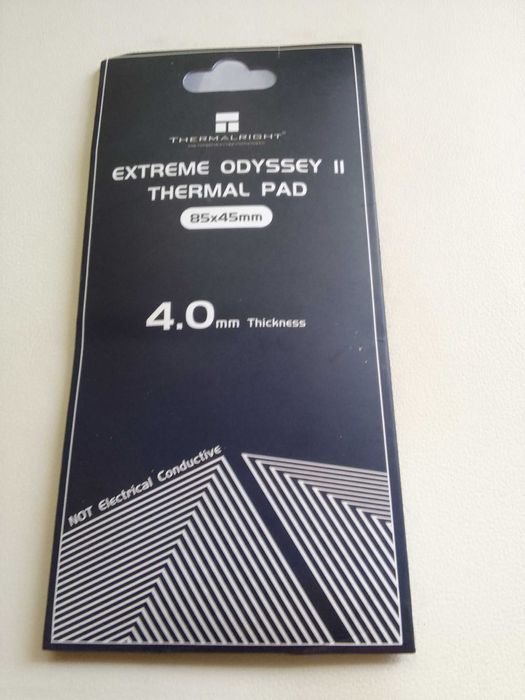 THERMALRIGHT®
EXTREME ODYSSEY II
THERMAL PAD
85x45mm
4.0mm Thickness
NOT Electrical Conductive